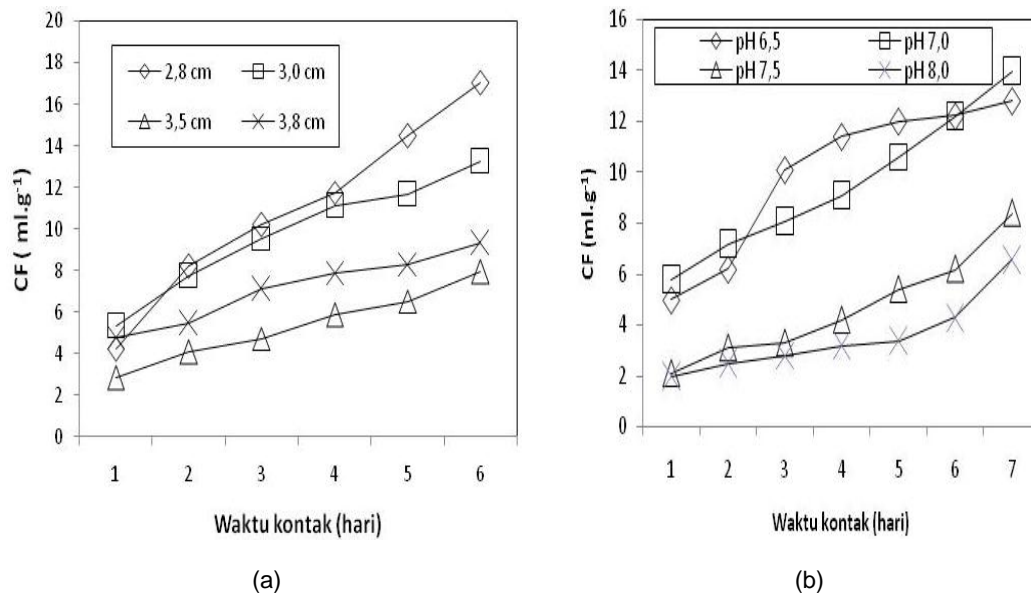 20
18
16
14
12
10
8
6
4
2
0
CF ( ml.g⁻¹)
2,8 cm 3,0 cm
3,5 cm 3,8 cm
1 2 3 4 5 6
Waktu kontak (hari)
(a)
16
14
12
10
8
6
4
2
0
CF (ml.g⁻¹)
pH 6,5 pH 7,0
pH 7,5 pH 8,0
1 2 3 4 5 6 7
Waktu kontak (hari)
(b)